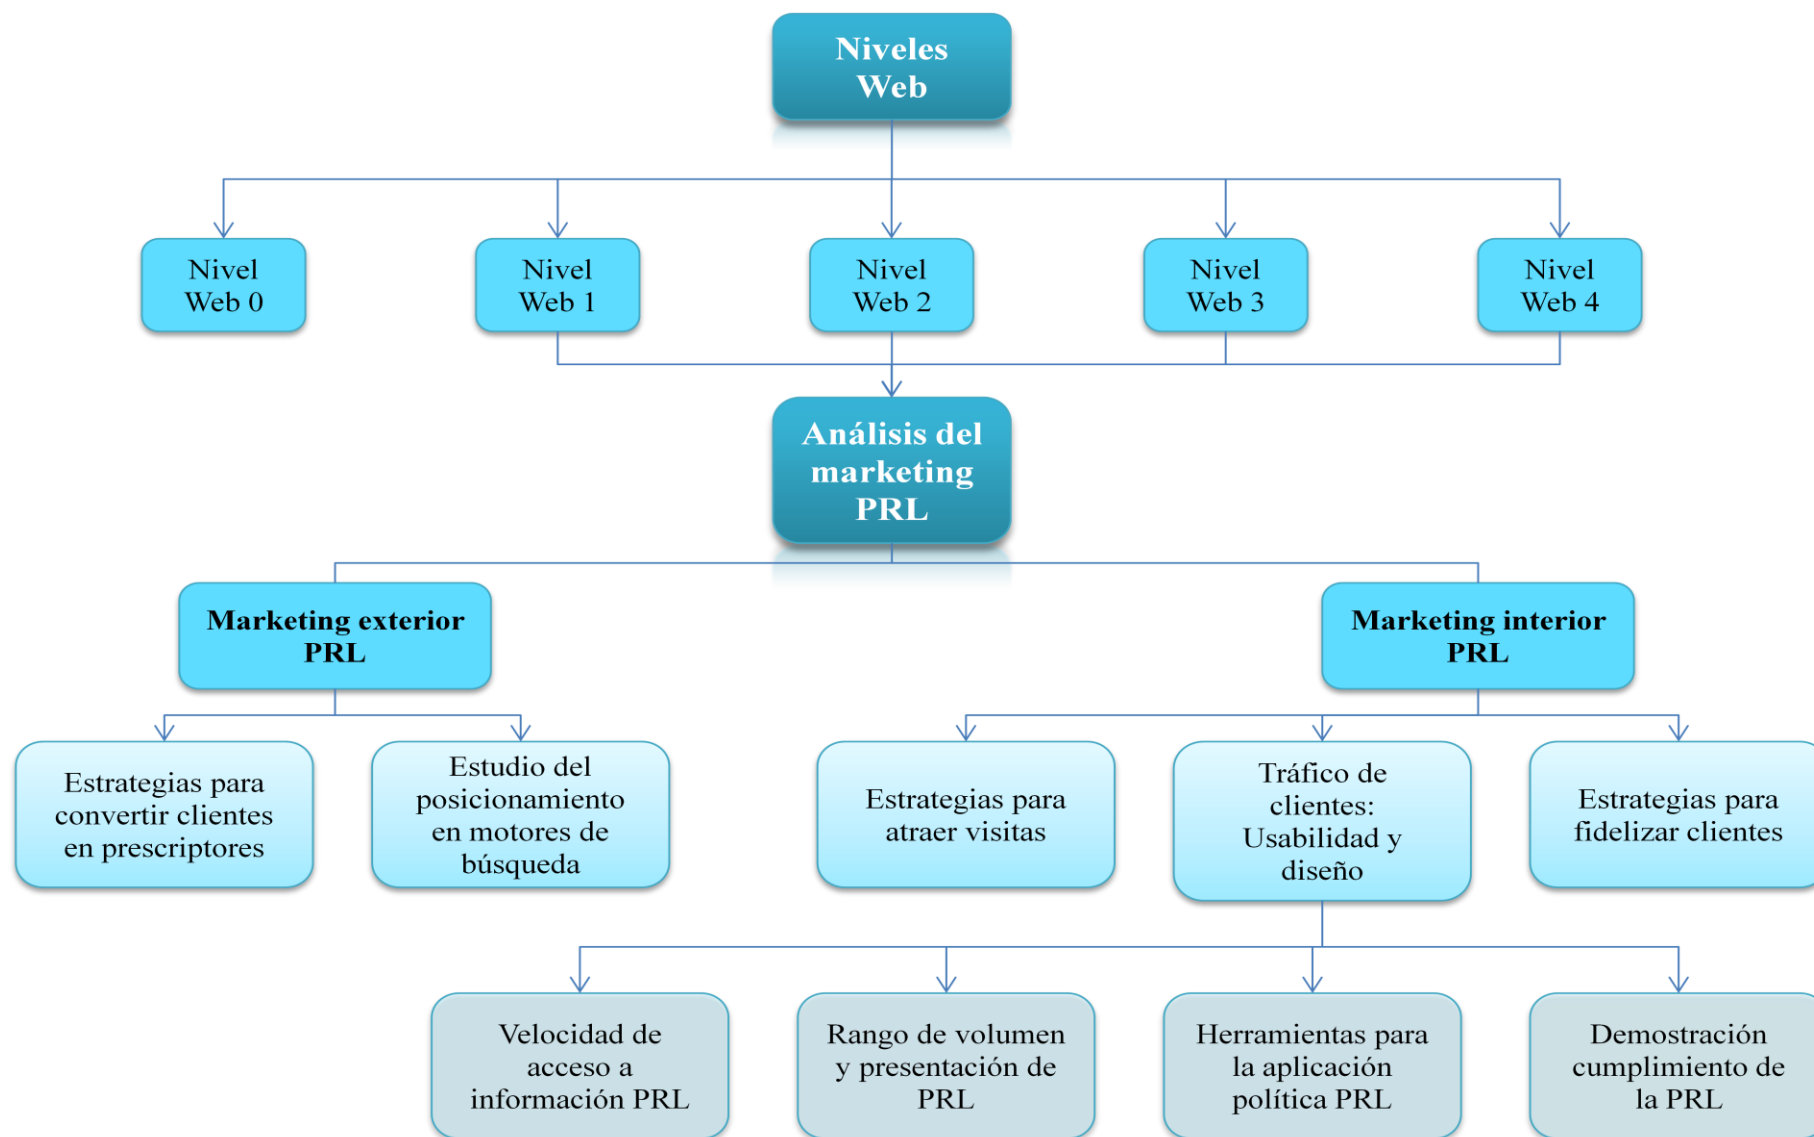 Niveles
Web
Nivel
Web 0
Nivel
Web 1
Nivel
Web 2
Nivel
Web 3
Nivel
Web 4
Análisis del
marketing
PRL
Marketing exterior
PRL
Marketing interior
PRL
Estrategias para
convertir clientes
en prescriptores
Estudio del
posicionamiento
en motores de
búsqueda
Estrategias para
atraer visitas
Tráfico de
clientes:
Usabilidad y
diseño
Estrategias para
fidelizar clientes
Velocidad de
acceso a
información PRL
Rango de volumen
y presentación de
PRL
Herramientas para
la aplicación
política PRL
Demostración
cumplimiento de
la PRL